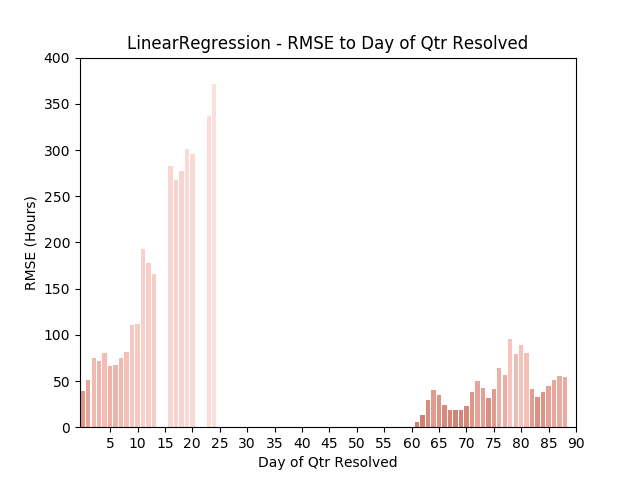 LinearRegression - RMSE to Day of Qtr Resolved
400
350
300
250
200
150
100
50
0
RMSE (Hours)
5 10 15 20 25 30 35 40 45 50 55 60 65 70 75 80 85 90
Day of Qtr Resolved